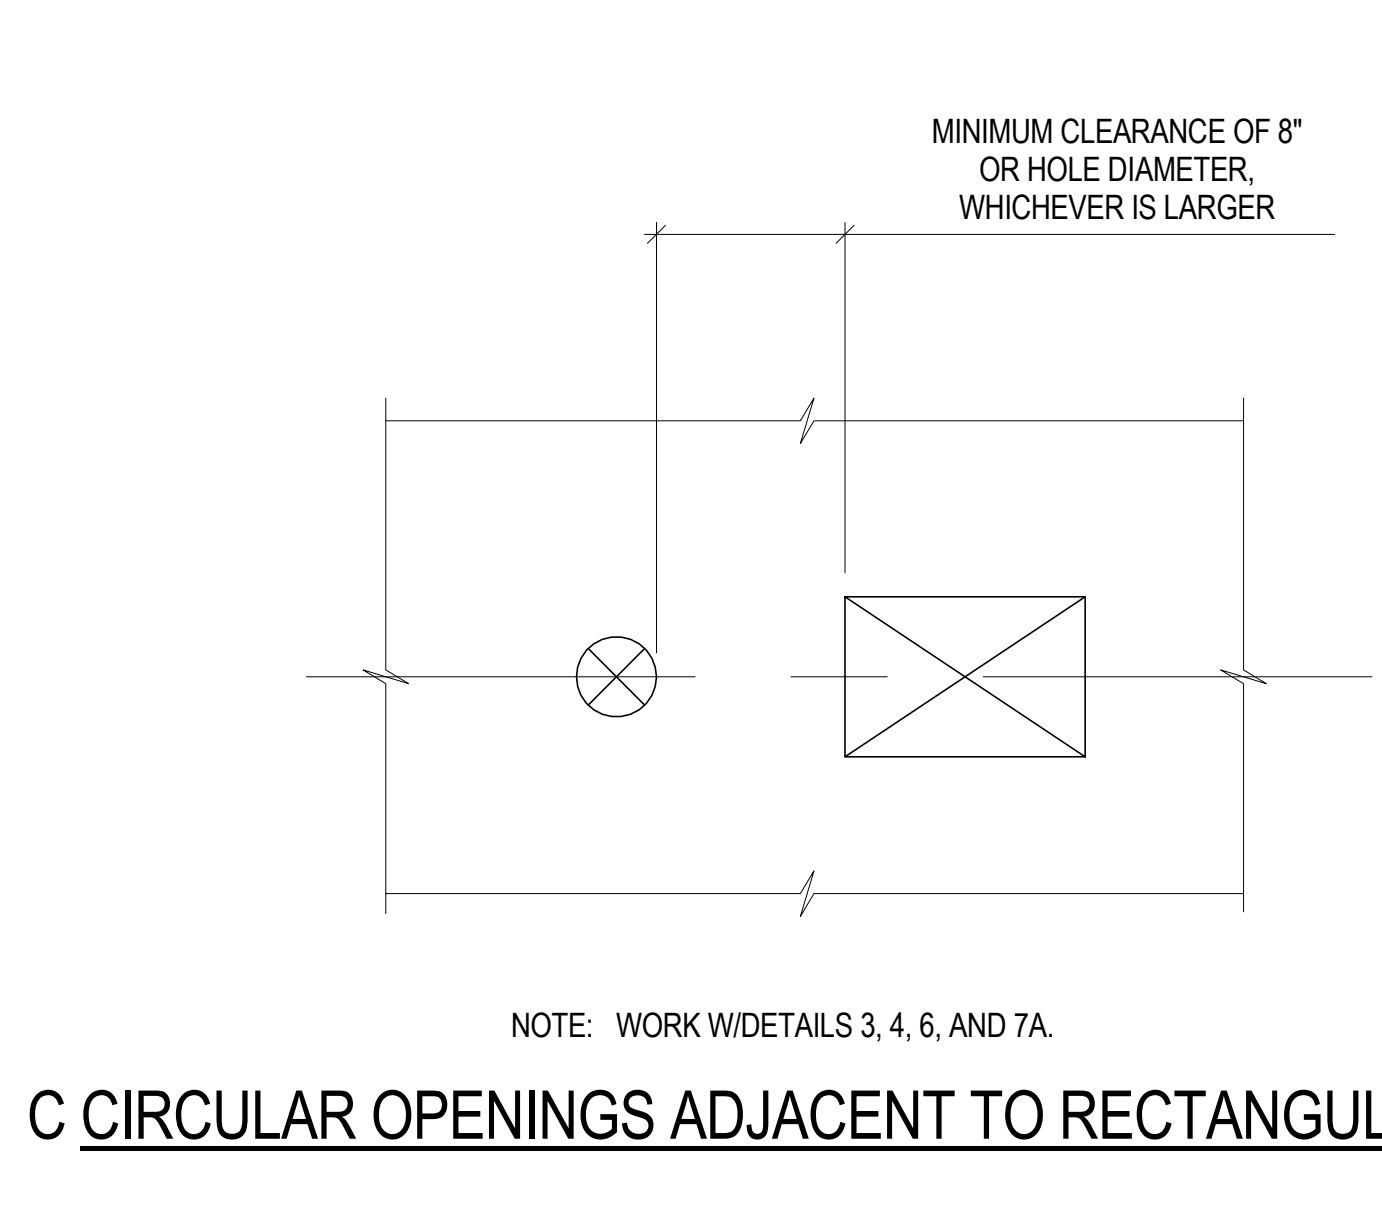 MINIMUM CLEARANCE OF 8"
OR HOLE DIAMETER,
WHICHEVER IS LARGER
NOTE: WORK W/DETAILS 3, 4, 6, AND 7A.
C CIRCULAR OPENINGS ADJACENT TO RECTANGUL